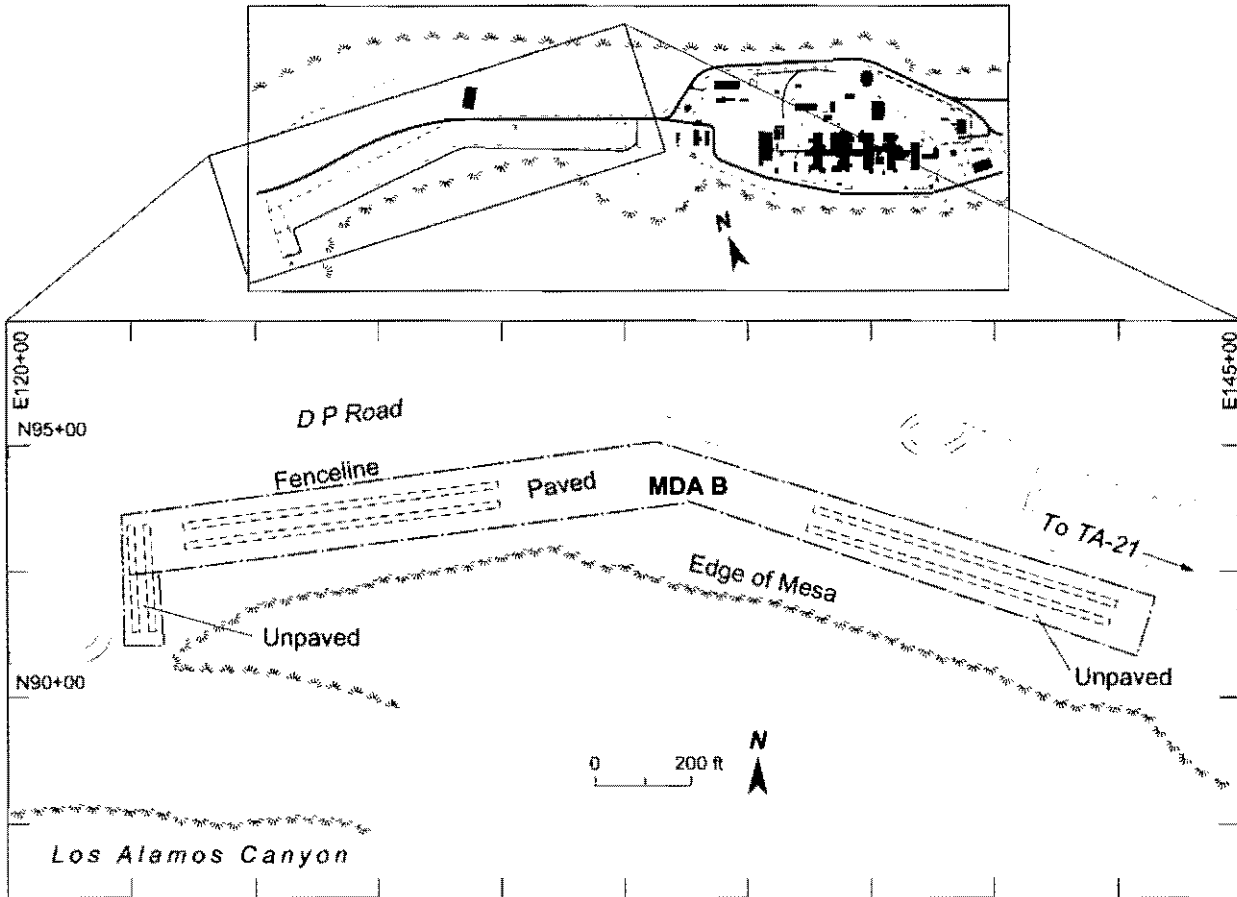 N
E120+00
E145+00
D P Road
N95+00
Fenceline
Paved
MDA B
To TA-21
Edge of Mesa
Unpaved
Unpaved
N90+00
N
0 200 ft
Los Alamos Canyon